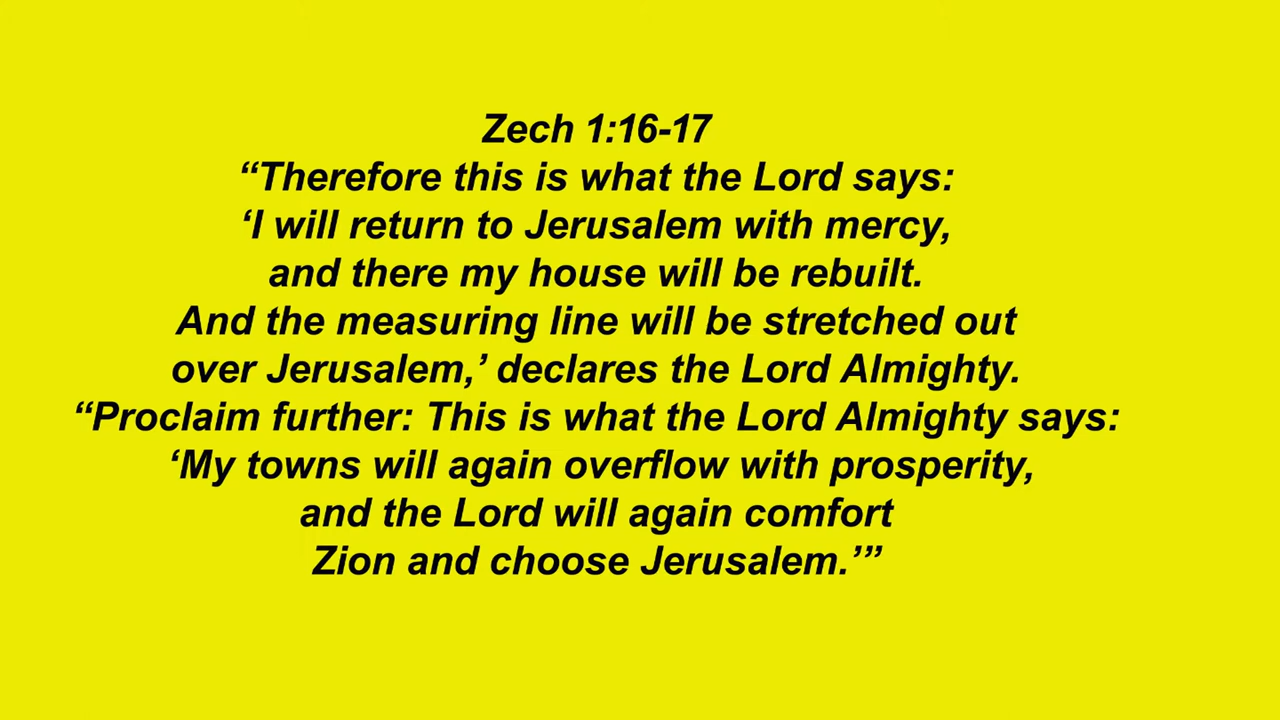 Zech 1:16-17
“Therefore this is what the Lord says:
‘I will return to Jerusalem with mercy,
and there my house will be rebuilt.
And the measuring line will be stretched out
over Jerusalem,’ declares the Lord Almighty.
“Proclaim further: This is what the Lord Almighty says:
‘My towns will again overflow with prosperity,
and the Lord will again comfort
Zion and choose Jerusalem.’”